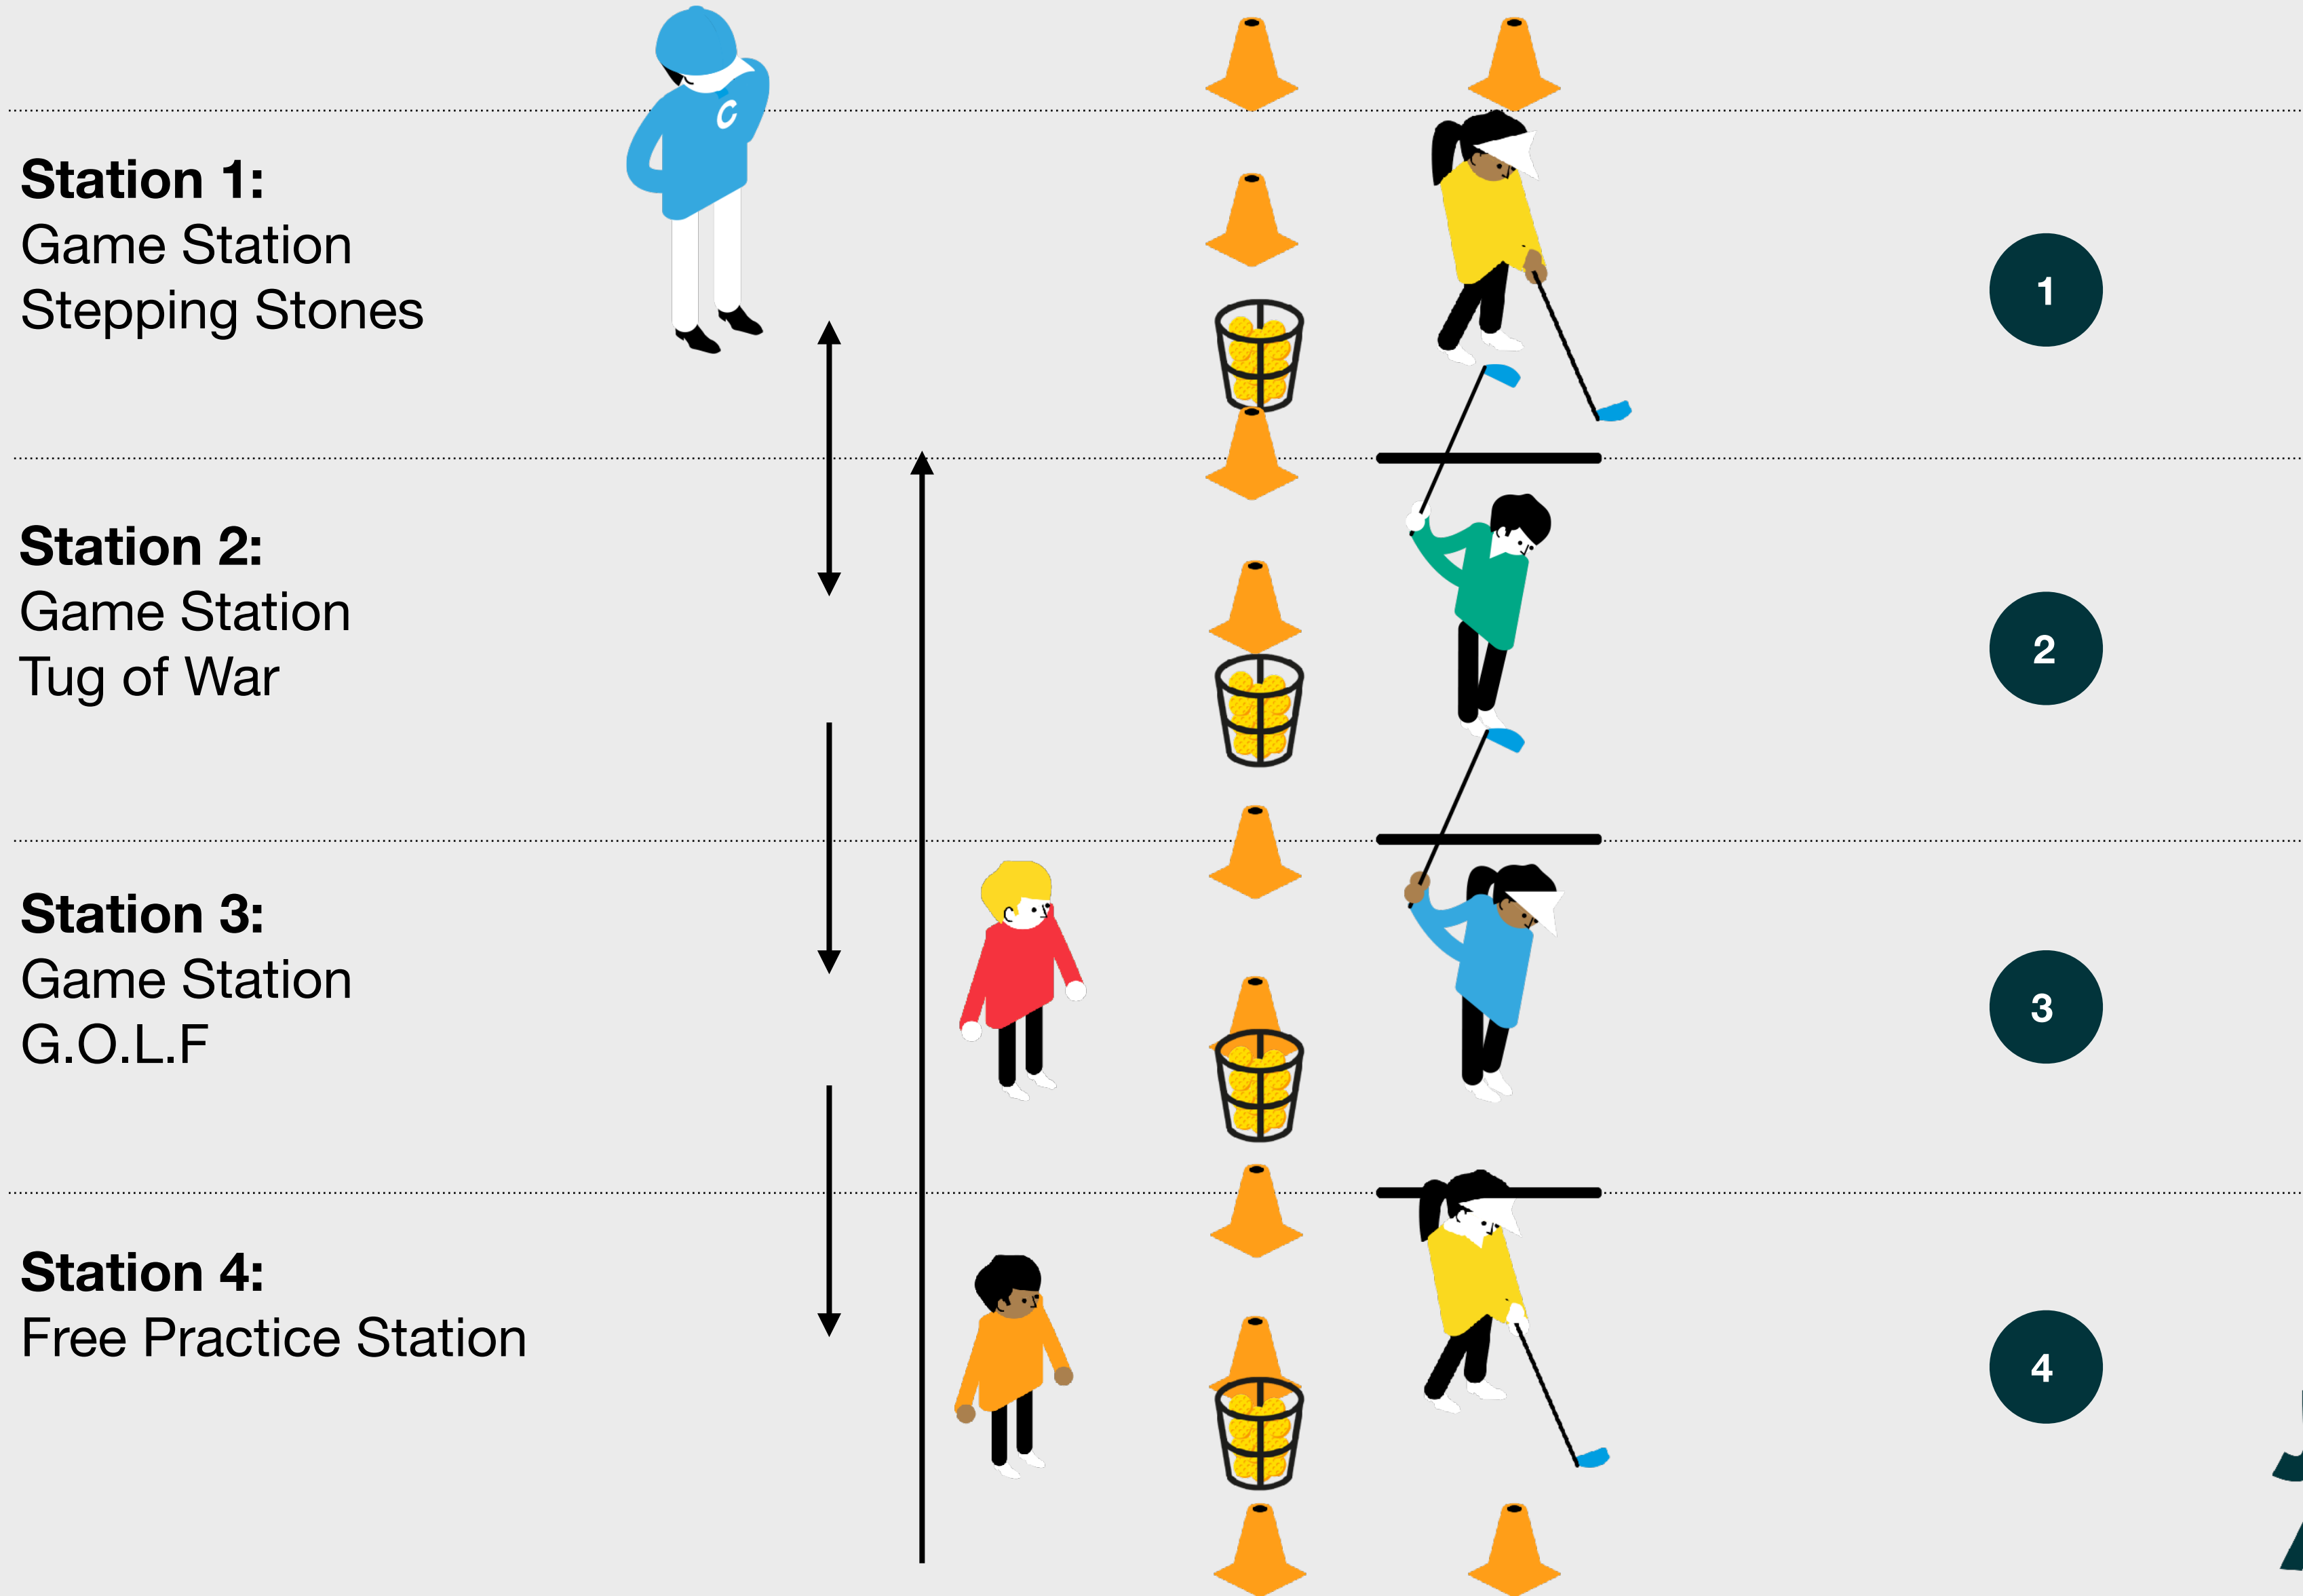 C
Station 1:
Game Station
Stepping Stones
1
Station 2:
Game Station
Tug of War
2
Station 3:
Game Station
G.O.L.F
3
Station 4:
Free Practice Station
4